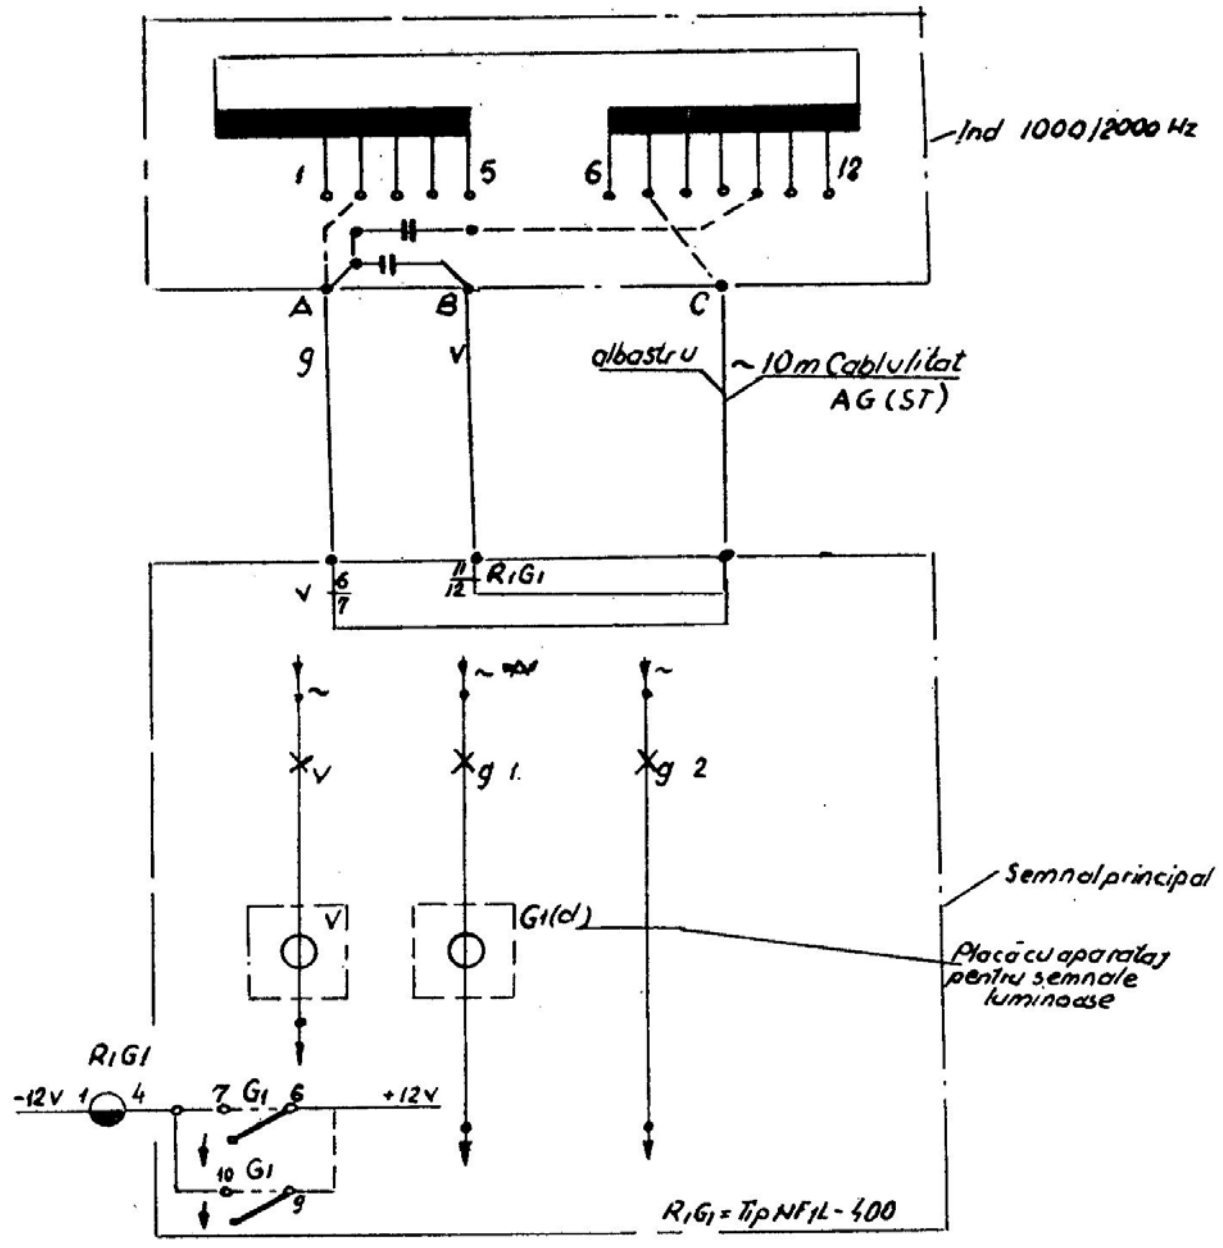 Ind 1000/2000 Hz
1 5 6 12
A B C
g v albastru ~10m Cablulitat
AG (ST)
v 6/7 11/12 R1G1
~ ~ ~
v g 1. g 2
Semnal principal
v G1(d)
Placă cu aparataj
pentru semnale
luminoase
R1G1
-12v 1 4 7 G1 6 +12v
10 G1 9
R1G1 = Tip NF1L-400